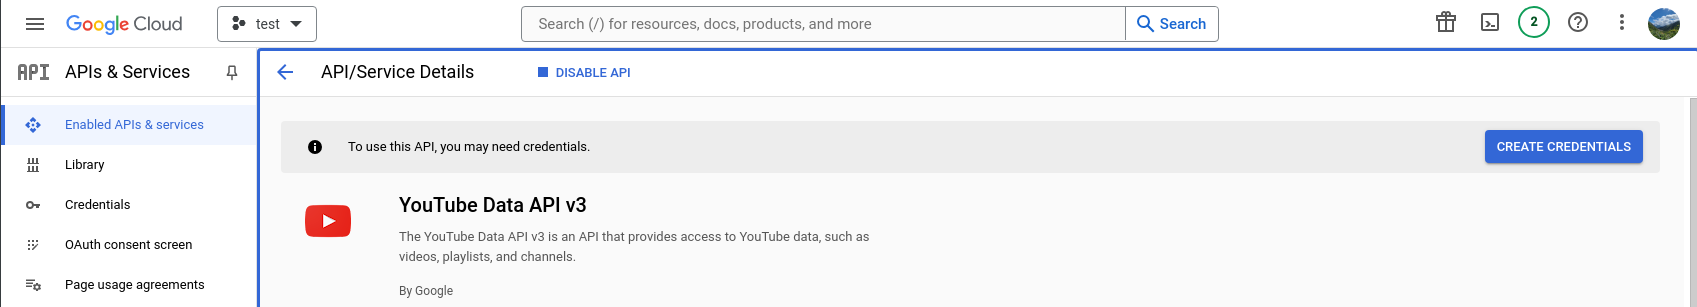 Google Cloud
test
Search (/) for resources, docs, products, and more
Search
2
API
APIs & Services
API/Service Details
DISABLE API
Enabled APIs & services
Library
Credentials
OAuth consent screen
Page usage agreements
To use this API, you may need credentials.
CREATE CREDENTIALS
YouTube Data API v3
The YouTube Data API v3 is an API that provides access to YouTube data, such as
videos, playlists, and channels.
By Google